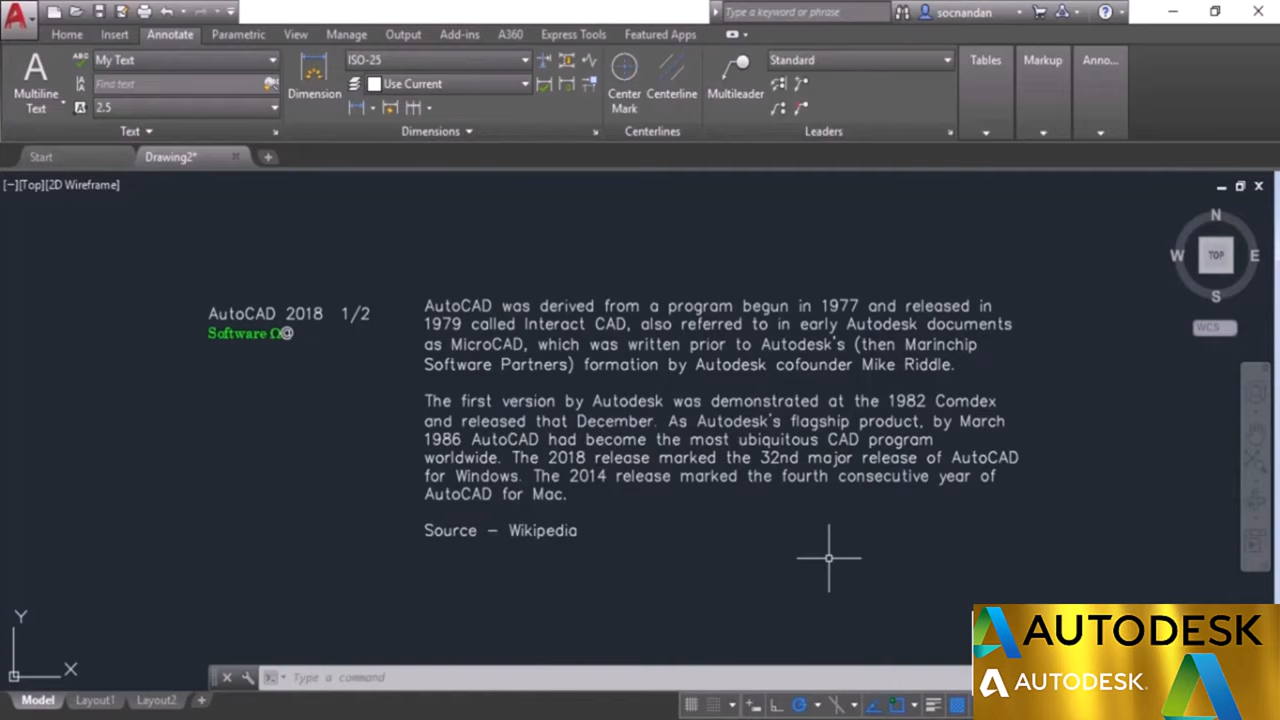 Type a keyword or phrase
socnandan
Home Insert Annotate Parametric View Manage Output Add-ins A360 Express Tools Featured Apps
My Text
Find text
2.5
Multiline
Text
Text
ISO-25
Use Current
Dimension
Dimensions
Center
Mark
Centerline
Centerlines
Standard
Multileader
Leaders
Tables
Markup
Anno...
Start
Drawing2*
[−][Top][2D Wireframe]
N
W TOP E
S
WCS
AutoCAD 2018 1/2
Software Ω@
AutoCAD was derived from a program begun in 1977 and released in
1979 called Interact CAD, also referred to in early Autodesk documents
as MicroCAD, which was written prior to Autodesk's (then Marinchip
Software Partners) formation by Autodesk cofounder Mike Riddle.
The first version by Autodesk was demonstrated at the 1982 Comdex
and released that December. As Autodesk's flagship product, by March
1986 AutoCAD had become the most ubiquitous CAD program
worldwide. The 2018 release marked the 32nd major release of AutoCAD
for Windows. The 2014 release marked the fourth consecutive year of
AutoCAD for Mac.
Source - Wikipedia
Y
X
Type a command
AUTODESK
AUTODESK.
Model Layout1 Layout2